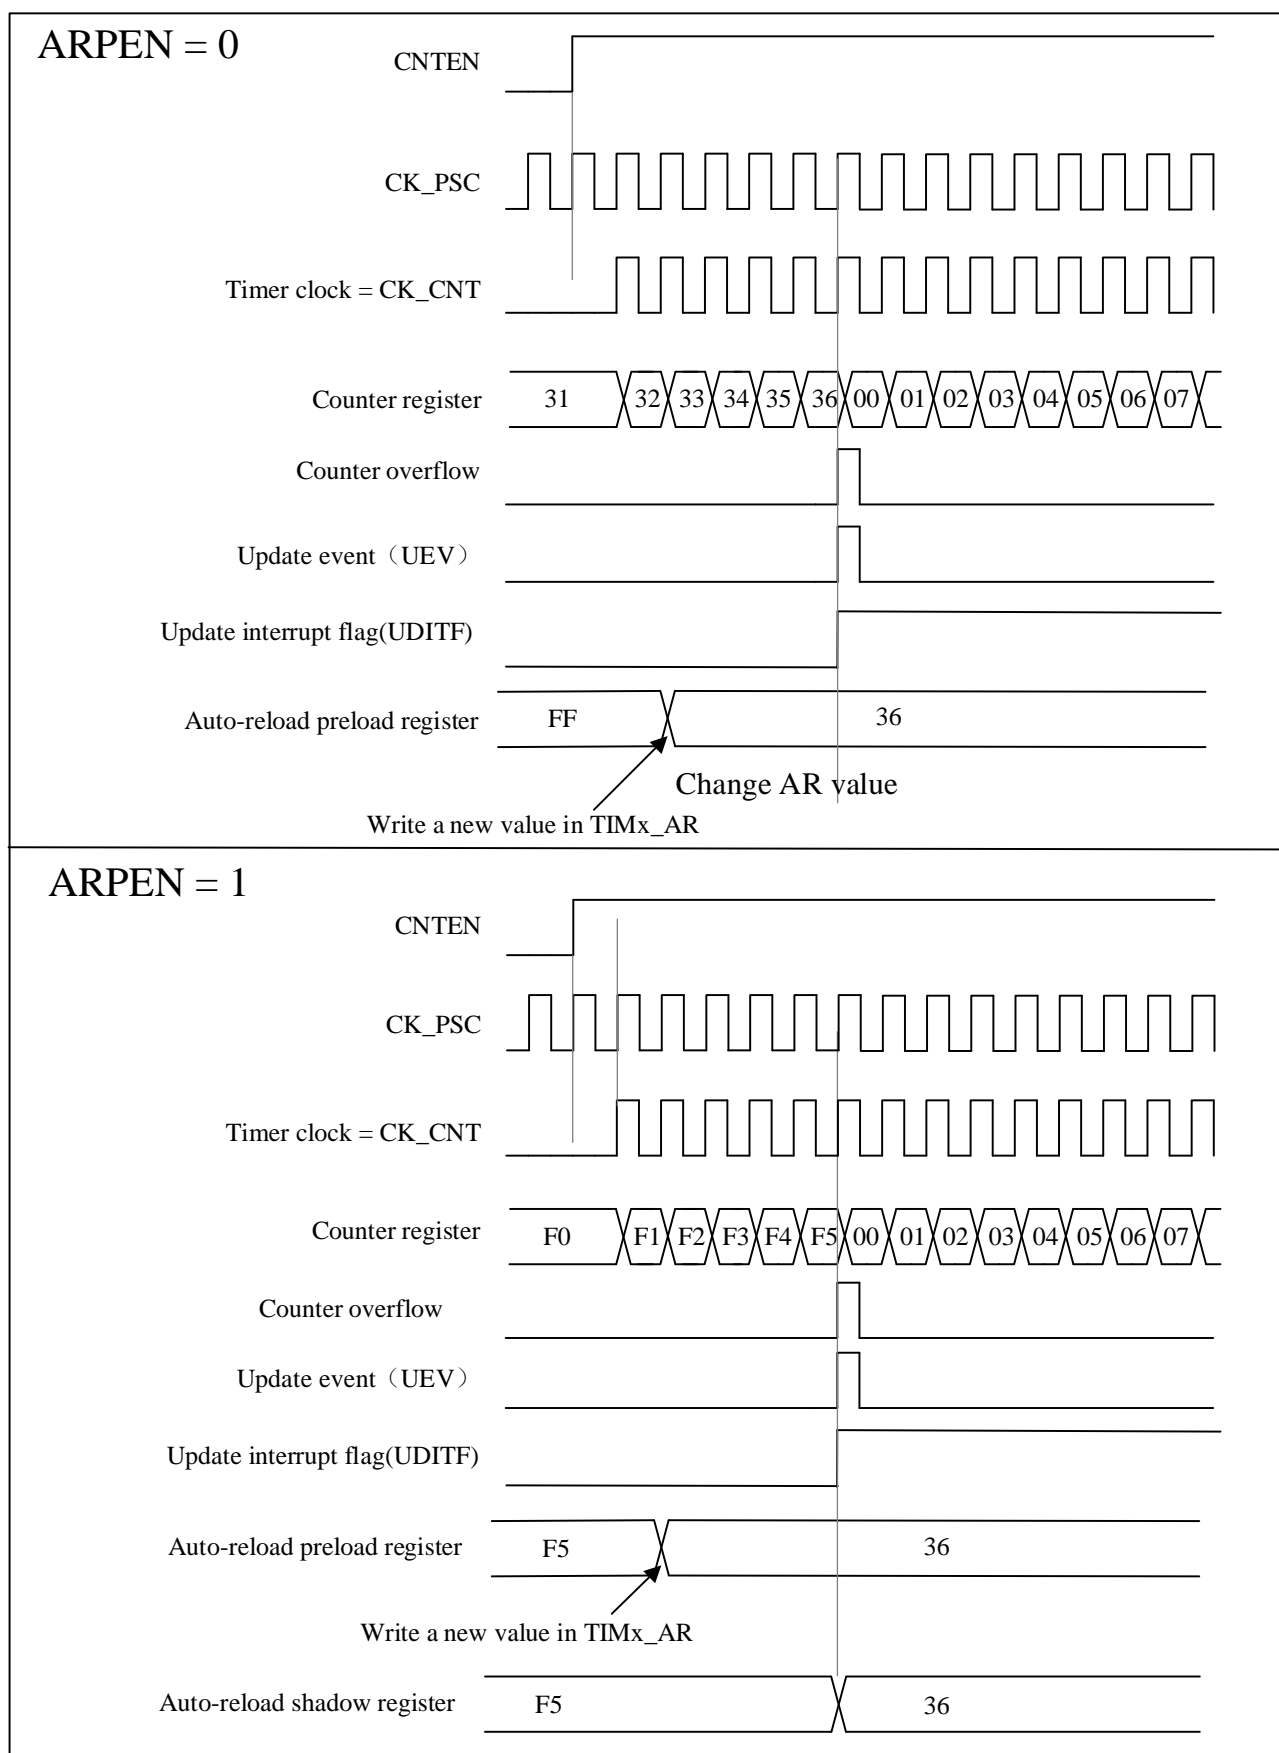 ARPEN = 0
CNTEN
CK_PSC
Timer clock = CK_CNT
Counter register 31 32 33 34 35 36 00 01 02 03 04 05 06 07
Counter overflow
Update event（UEV）
Update interrupt flag(UDITF)
Auto-reload preload register FF 36
Change AR value
Write a new value in TIMx_AR
ARPEN = 1
CNTEN
CK_PSC
Timer clock = CK_CNT
Counter register F0 F1 F2 F3 F4 F5 00 01 02 03 04 05 06 07
Counter overflow
Update event（UEV）
Update interrupt flag(UDITF)
Auto-reload preload register F5 36
Write a new value in TIMx_AR
Auto-reload shadow register F5 36